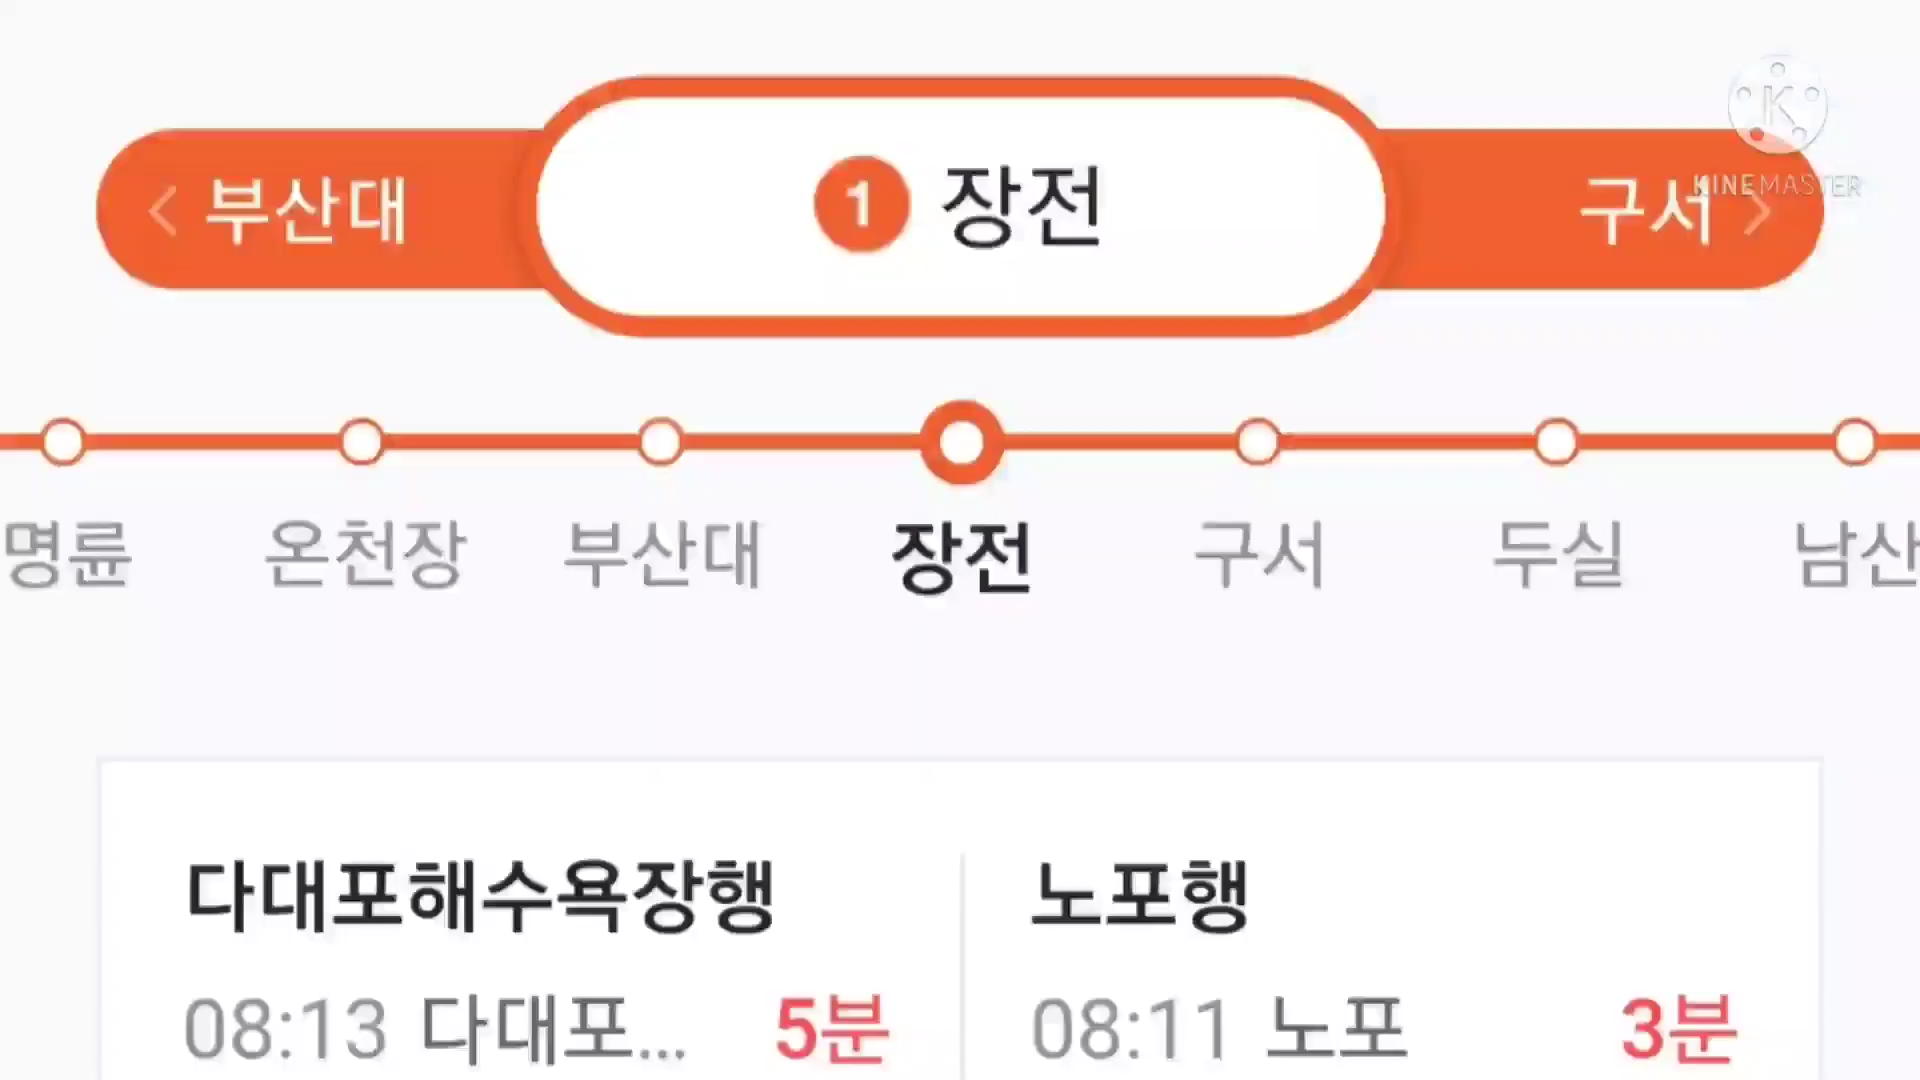 부산대
1 장전
구서
KINEMASTER
명륜 온천장 부산대 장전 구서 두실 남산
다대포해수욕장행
08:13 다대포... 5분
노포행
08:11 노포 3분